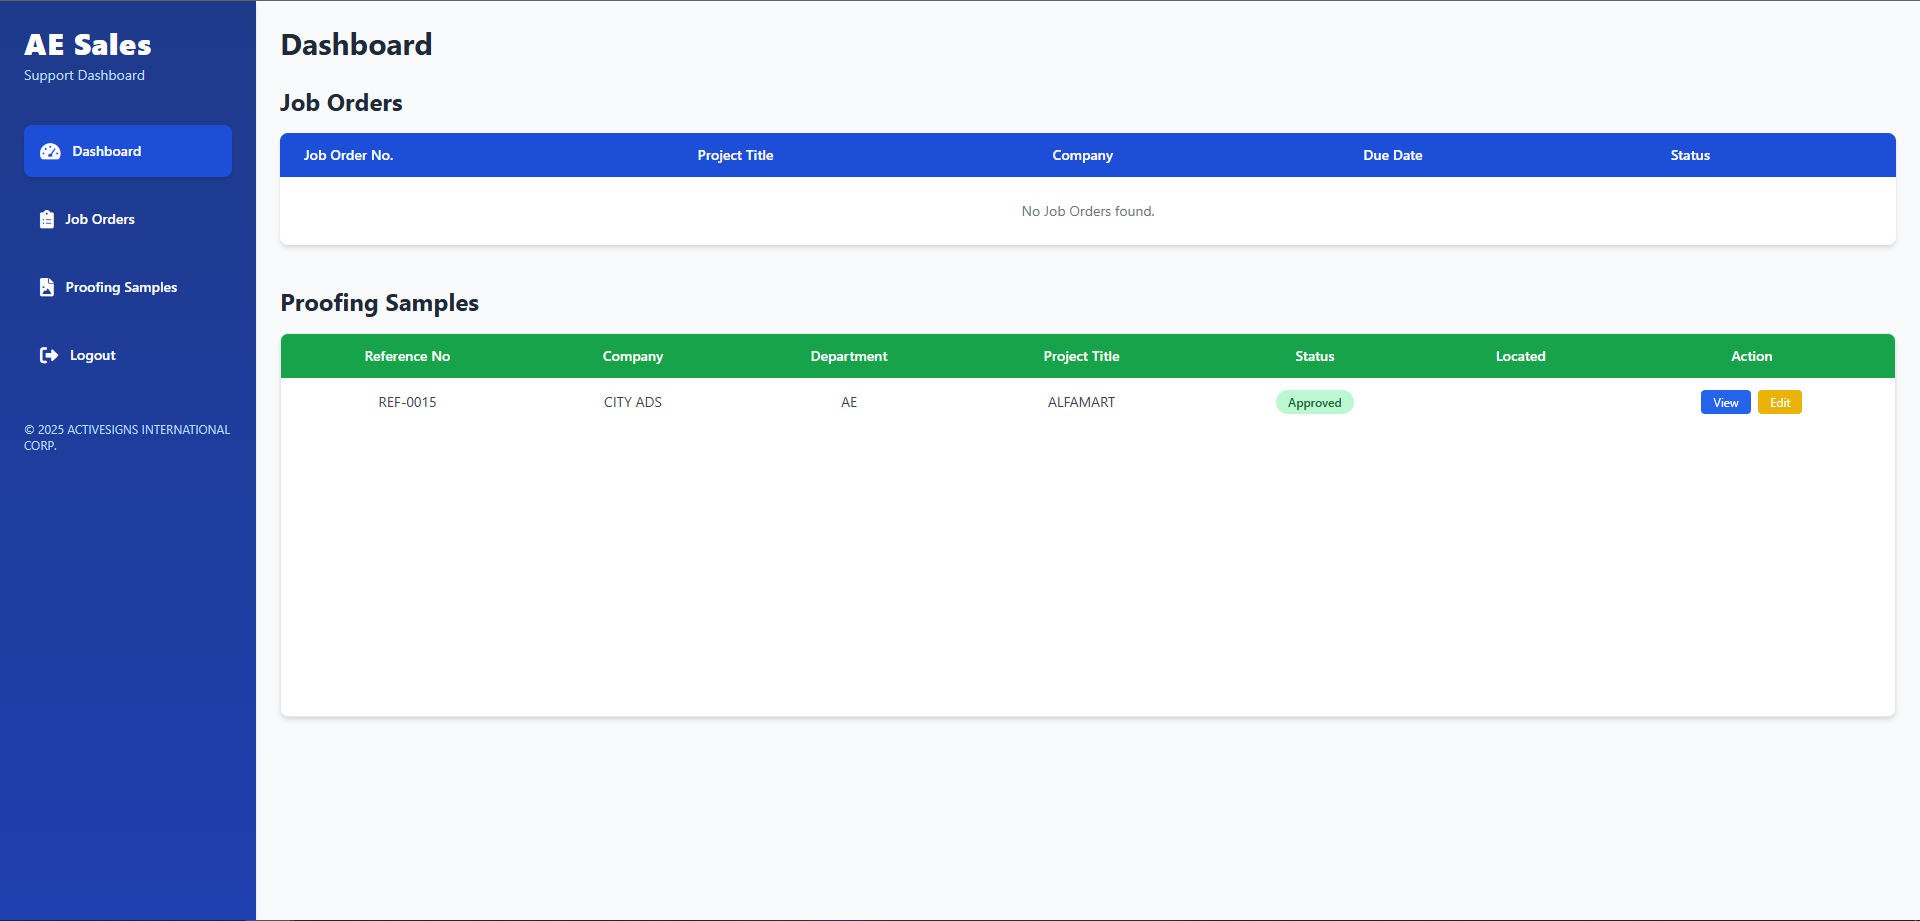 AE Sales
Support Dashboard
Dashboard
Job Orders
Proofing Samples
Logout
© 2025 ACTIVESIGNS INTERNATIONAL
CORP.
Dashboard
Job Orders
Job Order No. Project Title Company Due Date Status
No Job Orders found.
Proofing Samples
Reference No Company Department Project Title Status Located Action
REF-0015 CITY ADS AE ALFAMART Approved View Edit